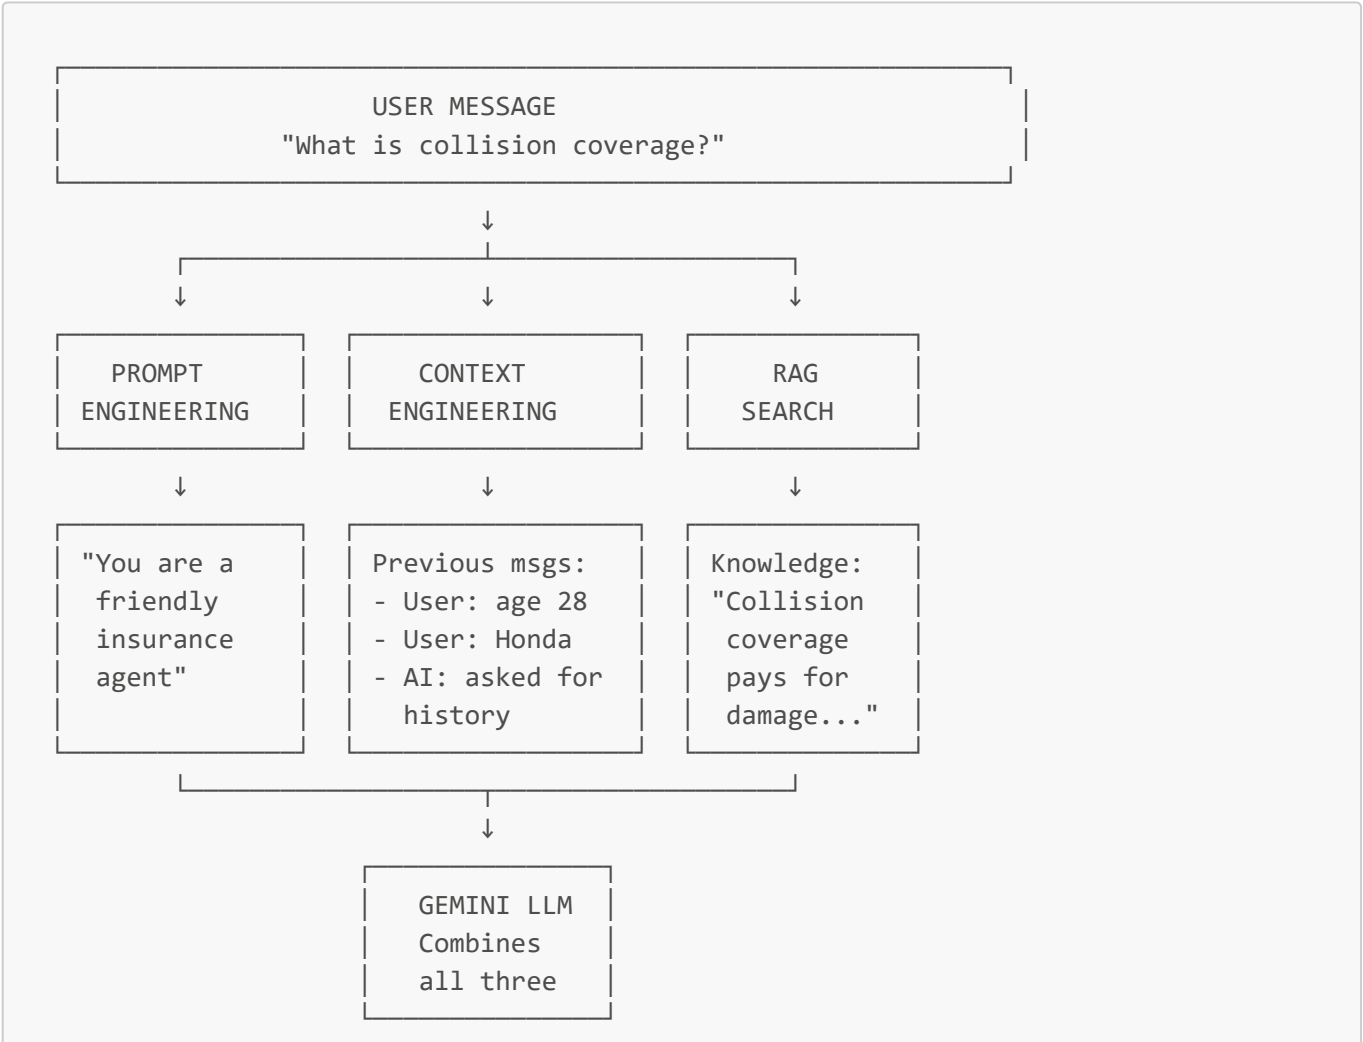 USER MESSAGE
"What is collision coverage?"
↓
↓ ↓ ↓
PROMPT CONTEXT RAG
ENGINEERING ENGINEERING SEARCH
↓ ↓ ↓
"You are a Previous msgs: Knowledge:
friendly - User: age 28 "Collision
insurance - User: Honda coverage
agent" - AI: asked for pays for
history damage..."
↓
GEMINI LLM
Combines
all three